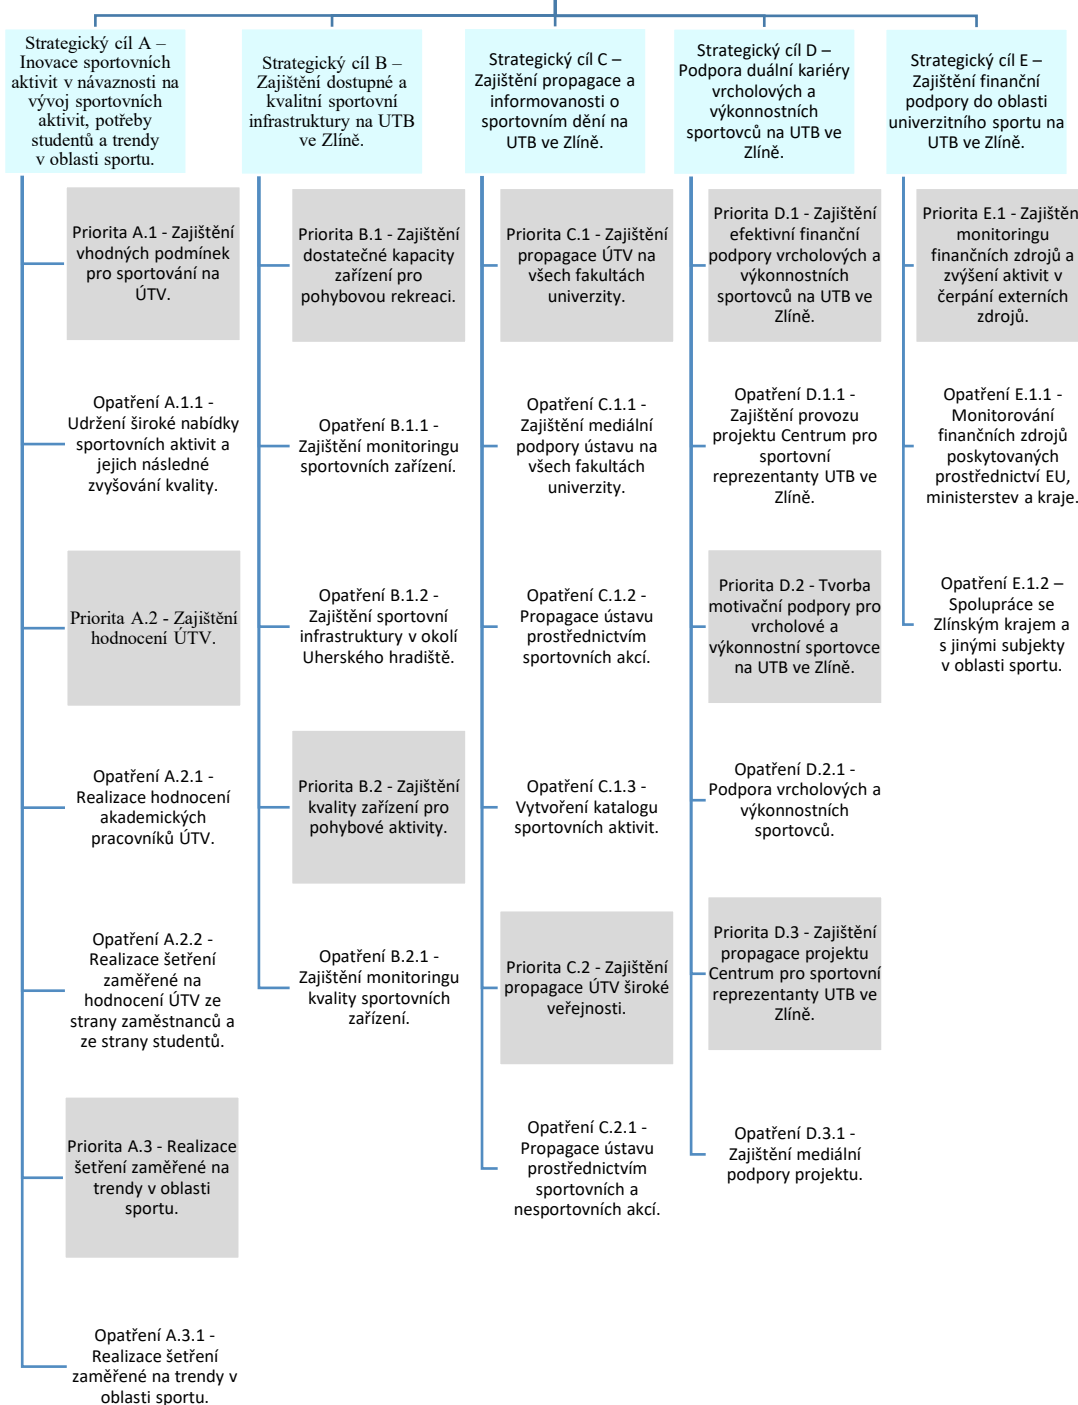 Strategický cíl A –
Inovace sportovních
aktivit v návaznosti na
vývoj sportovních
aktivit, potřeby
studentů a trendy
v oblasti sportu.
Priorita A.1 - Zajištění
vhodných podmínek
pro sportování na
ÚTV.
Opatření A.1.1 -
Udržení široké nabídky
sportovních aktivit a
jejich následné
zvyšování kvality.
Priorita A.2 - Zajištění
hodnocení ÚTV.
Opatření A.2.1 -
Realizace hodnocení
akademických
pracovníků ÚTV.
Opatření A.2.2 -
Realizace šetření
zaměřené na
hodnocení ÚTV ze
strany zaměstnanců a
ze strany studentů.
Priorita A.3 - Realizace
šetření zaměřené na
trendy v oblasti
sportu.
Opatření A.3.1 -
Realizace šetření
zaměřené na trendy v
oblasti sportu.
Strategický cíl B –
Zajištění dostupné a
kvalitní sportovní
infrastruktury na UTB
ve Zlíně.
Priorita B.1 - Zajištění
dostatečné kapacity
zařízení pro
pohybovou rekreaci.
Opatření B.1.1 -
Zajištění monitoringu
sportovních zařízení.
Opatření B.1.2 -
Zajištění sportovní
infrastruktury v okolí
Uherského hradiště.
Priorita B.2 - Zajištění
kvality zařízení pro
pohybové aktivity.
Opatření B.2.1 -
Zajištění monitoringu
kvality sportovních
zařízení.
Strategický cíl C –
Zajištění propagace a
informovanosti o
sportovním dění na
UTB ve Zlíně.
Priorita C.1 - Zajištění
propagace ÚTV na
všech fakultách
univerzity.
Opatření C.1.1 -
Zajištění mediální
podpory ústavu na
všech fakultách
univerzity.
Opatření C.1.2 -
Propagace ústavu
prostřednictvím
sportovních akcí.
Opatření C.1.3 -
Vytvoření katalogu
sportovních aktivit.
Priorita C.2 - Zajištění
propagace ÚTV široké
veřejnosti.
Opatření C.2.1 -
Propagace ústavu
prostřednictvím
sportovních a
nesportovních akcí.
Strategický cíl D –
Podpora duální kariéry
vrcholových a
výkonnostních
sportovců na UTB ve
Zlíně.
Priorita D.1 - Zajištění
efektivní finanční
podpory vrcholových a
výkonnostních
sportovců na UTB ve
Zlíně.
Opatření D.1.1 -
Zajištění provozu
projektu Centrum pro
sportovní
reprezentanty UTB ve
Zlíně.
Priorita D.2 - Tvorba
motivační podpory pro
vrcholové a
výkonnostní sportovce
na UTB ve Zlíně.
Opatření D.2.1 -
Podpora vrcholových a
výkonnostních
sportovců.
Priorita D.3 - Zajištění
propagace projektu
Centrum pro sportovní
reprezentanty UTB ve
Zlíně.
Opatření D.3.1 -
Zajištění mediální
podpory projektu.
Strategický cíl E –
Zajištění finanční
podpory do oblasti
univerzitního sportu na
UTB ve Zlíně.
Priorita E.1 - Zajištěn
monitoringu
finančních zdrojů a
zvýšení aktivit v
čerpání externích
zdrojů.
Opatření E.1.1 -
Monitorování
finančních zdrojů
poskytovaných
prostřednictví EU,
ministerstev a kraje.
Opatření E.1.2 –
Spolupráce se
Zlínským krajem a
s jinými subjekty
v oblasti sportu.